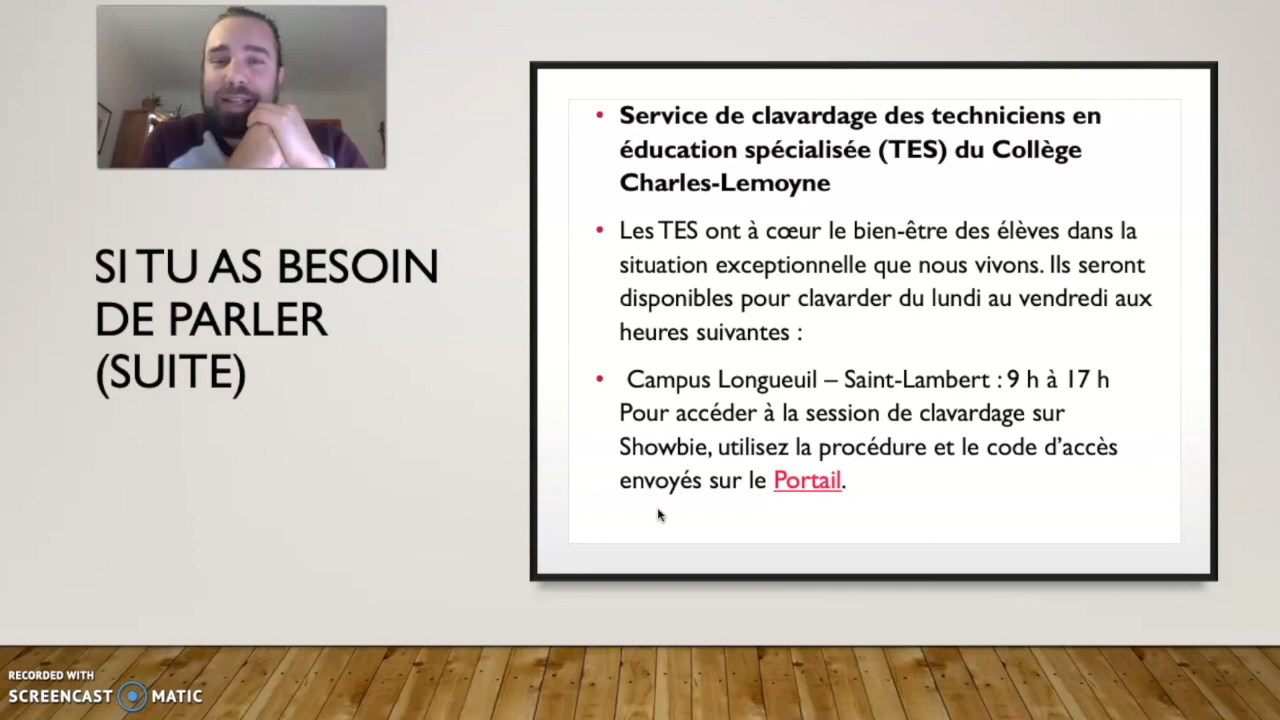 SI TU AS BESOIN
DE PARLER
(SUITE)
• Service de clavardage des techniciens en
éducation spécialisée (TES) du Collège
Charles-Lemoyne
• Les TES ont à cœur le bien-être des élèves dans la
situation exceptionnelle que nous vivons. Ils seront
disponibles pour clavarder du lundi au vendredi aux
heures suivantes :
• Campus Longueuil – Saint-Lambert : 9 h à 17 h
Pour accéder à la session de clavardage sur
Showbie, utilisez la procédure et le code d’accès
envoyés sur le Portail.
RECORDED WITH
SCREENCAST MATIC